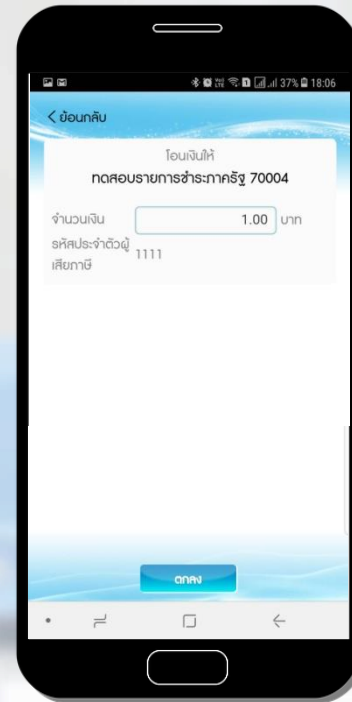 37% 18:06
< ย้อนกลับ
โอนเงินให้
ทดสอบรายการชำระภาครัฐ 70004
จำนวนเงิน 1.00 บาท
รหัสประจำตัวผู้
เสียภาษี 1111
ตกลง